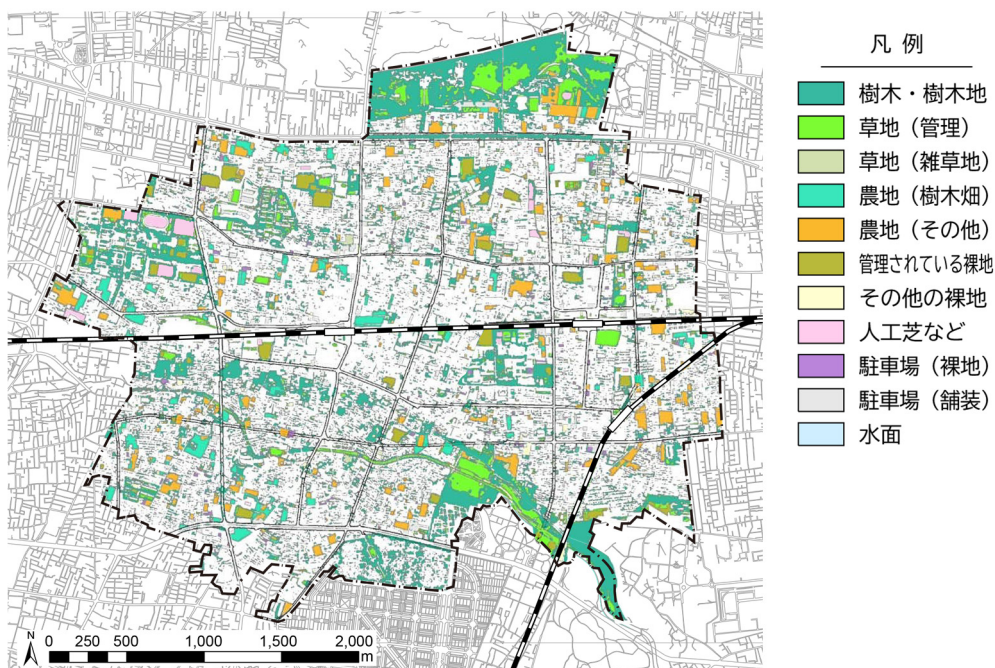 凡 例
樹木・樹木地
草地（管理）
草地（雑草地）
農地（樹木畑）
農地（その他）
管理されている裸地
その他の裸地
人工芝など
駐車場（裸地）
駐車場（舗装）
水面
N 0 250 500 1,000 1,500 2,000 m